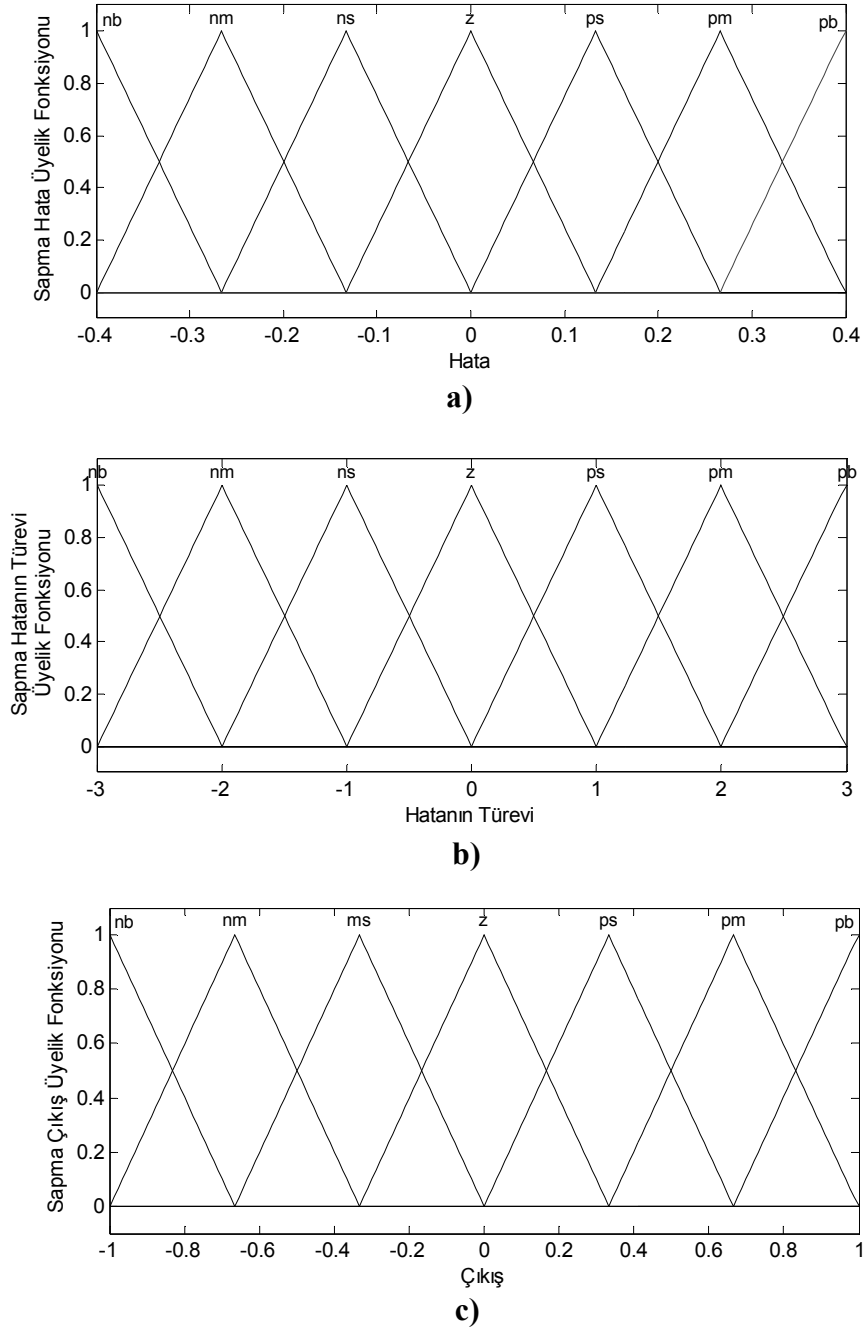 nb nm ns z ps pm pb
1
0.8
0.6
0.4
0.2
0
Sapma Hata Üyelik Fonksiyonu
-0.4 -0.3 -0.2 -0.1 0 0.1 0.2 0.3 0.4
Hata
a)
nb nm ns z ps pm pb
1
0.8
0.6
0.4
0.2
0
Sapma Hatanın Türevi
Üyelik Fonksiyonu
-3 -2 -1 0 1 2 3
Hatanın Türevi
b)
nb nm ms z ps pm pb
1
0.8
0.6
0.4
0.2
0
Sapma Çıkış Üyelik Fonksiyonu
-1 -0.8 -0.6 -0.4 -0.2 0 0.2 0.4 0.6 0.8 1
Çıkış
c)